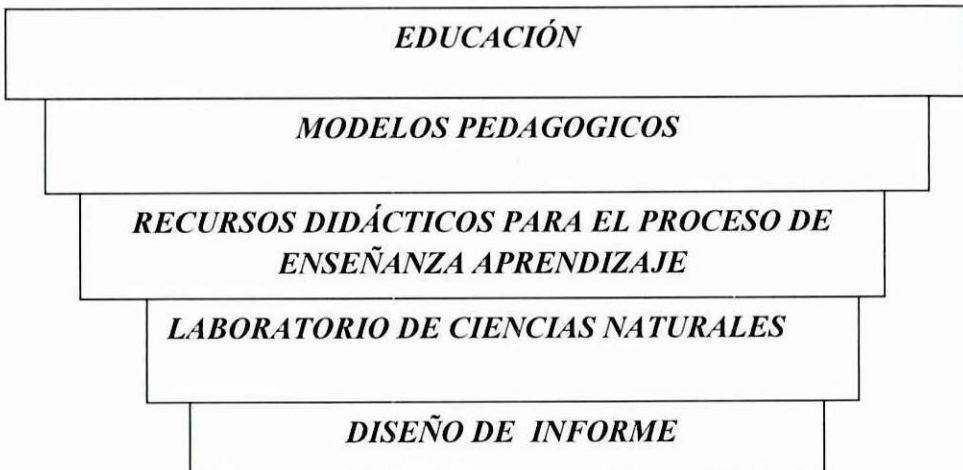 EDUCACIÓN
MODELOS PEDAGOGICOS
RECURSOS DIDÁCTICOS PARA EL PROCESO DE
ENSEÑANZA APRENDIZAJE
LABORATORIO DE CIENCIAS NATURALES
DISEÑO DE INFORME